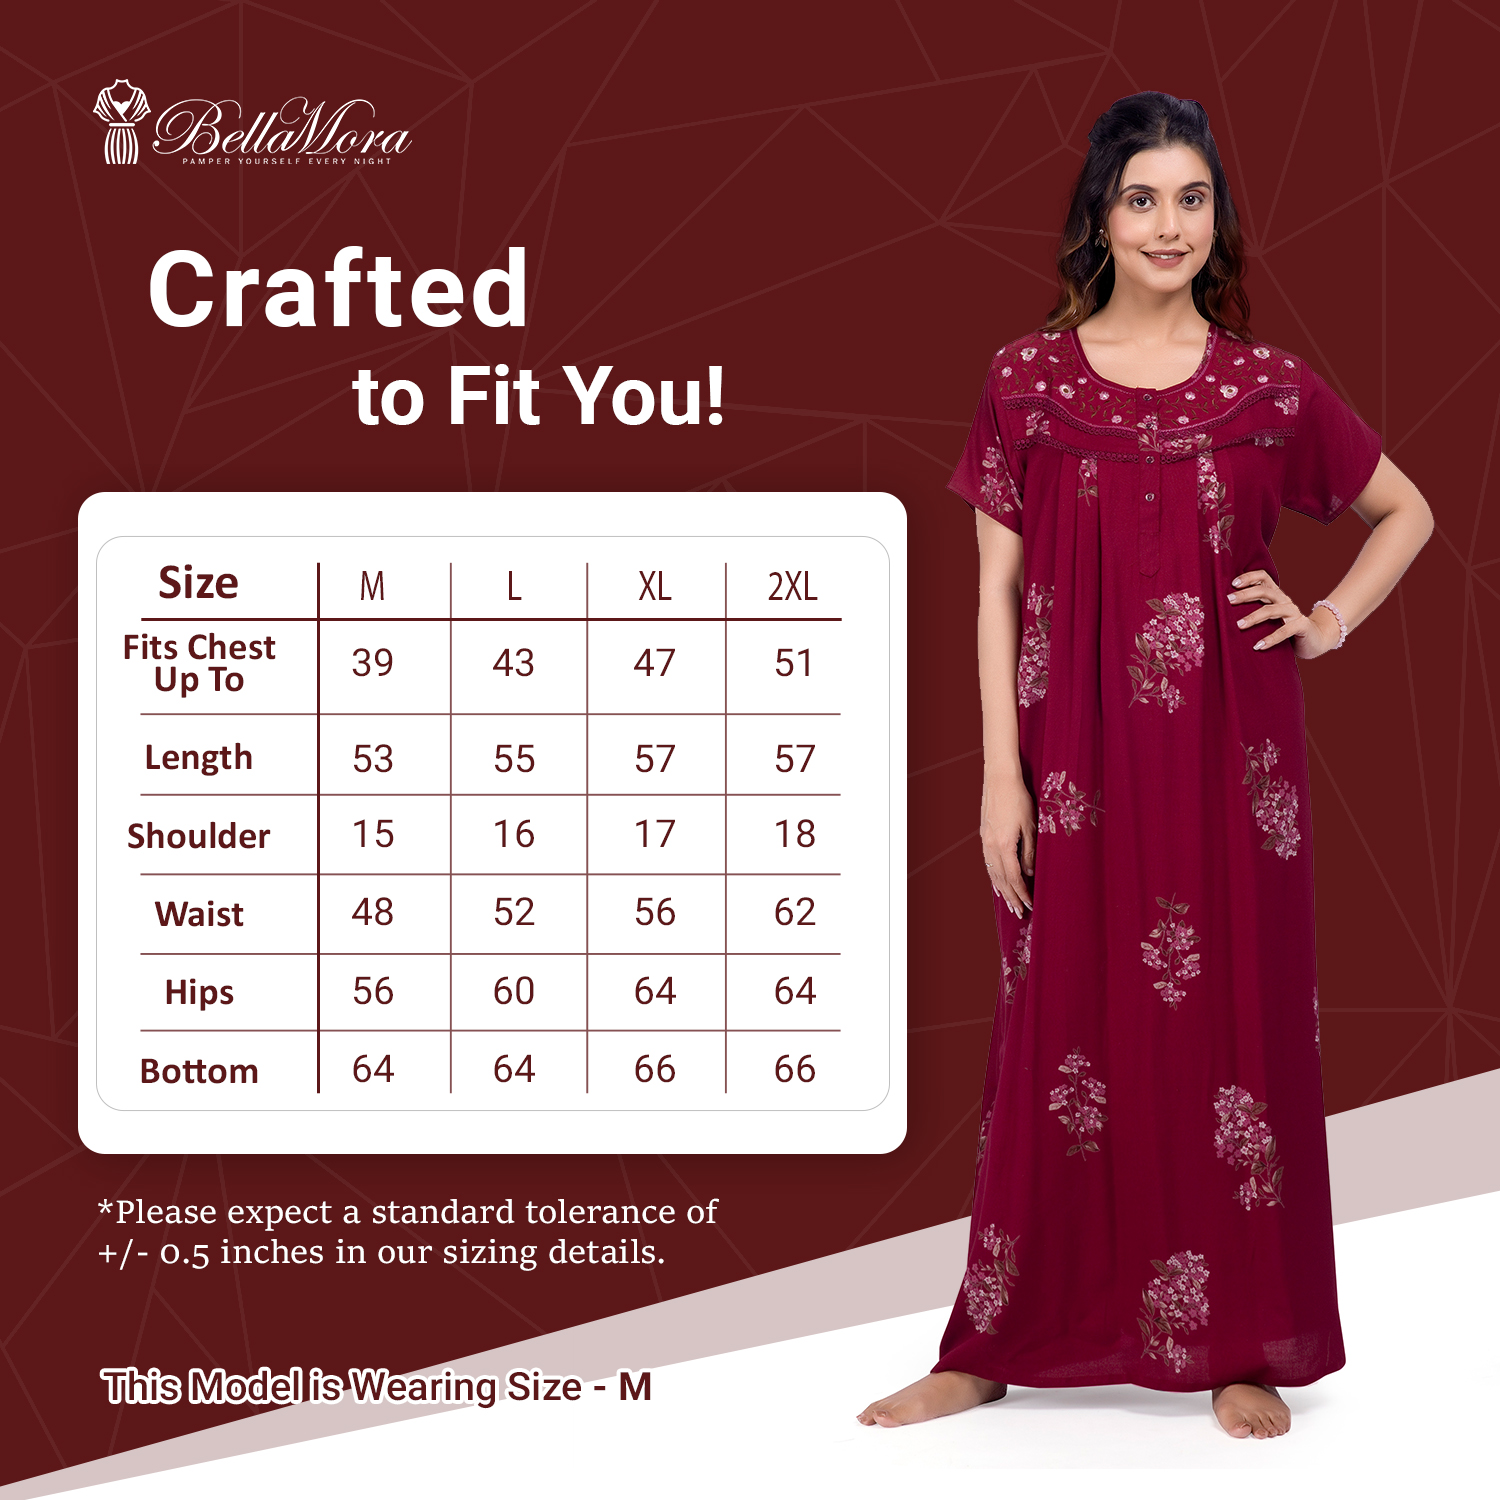 BellaMora
PAMPER YOURSELF EVERY NIGHT
Crafted
to Fit You!
Size M L XL 2XL
Fits Chest
Up To 39 43 47 51
Length 53 55 57 57
Shoulder 15 16 17 18
Waist 48 52 56 62
Hips 56 60 64 64
Bottom 64 64 66 66
*Please expect a standard tolerance of
+/- 0.5 inches in our sizing details.
This Model is Wearing Size - M